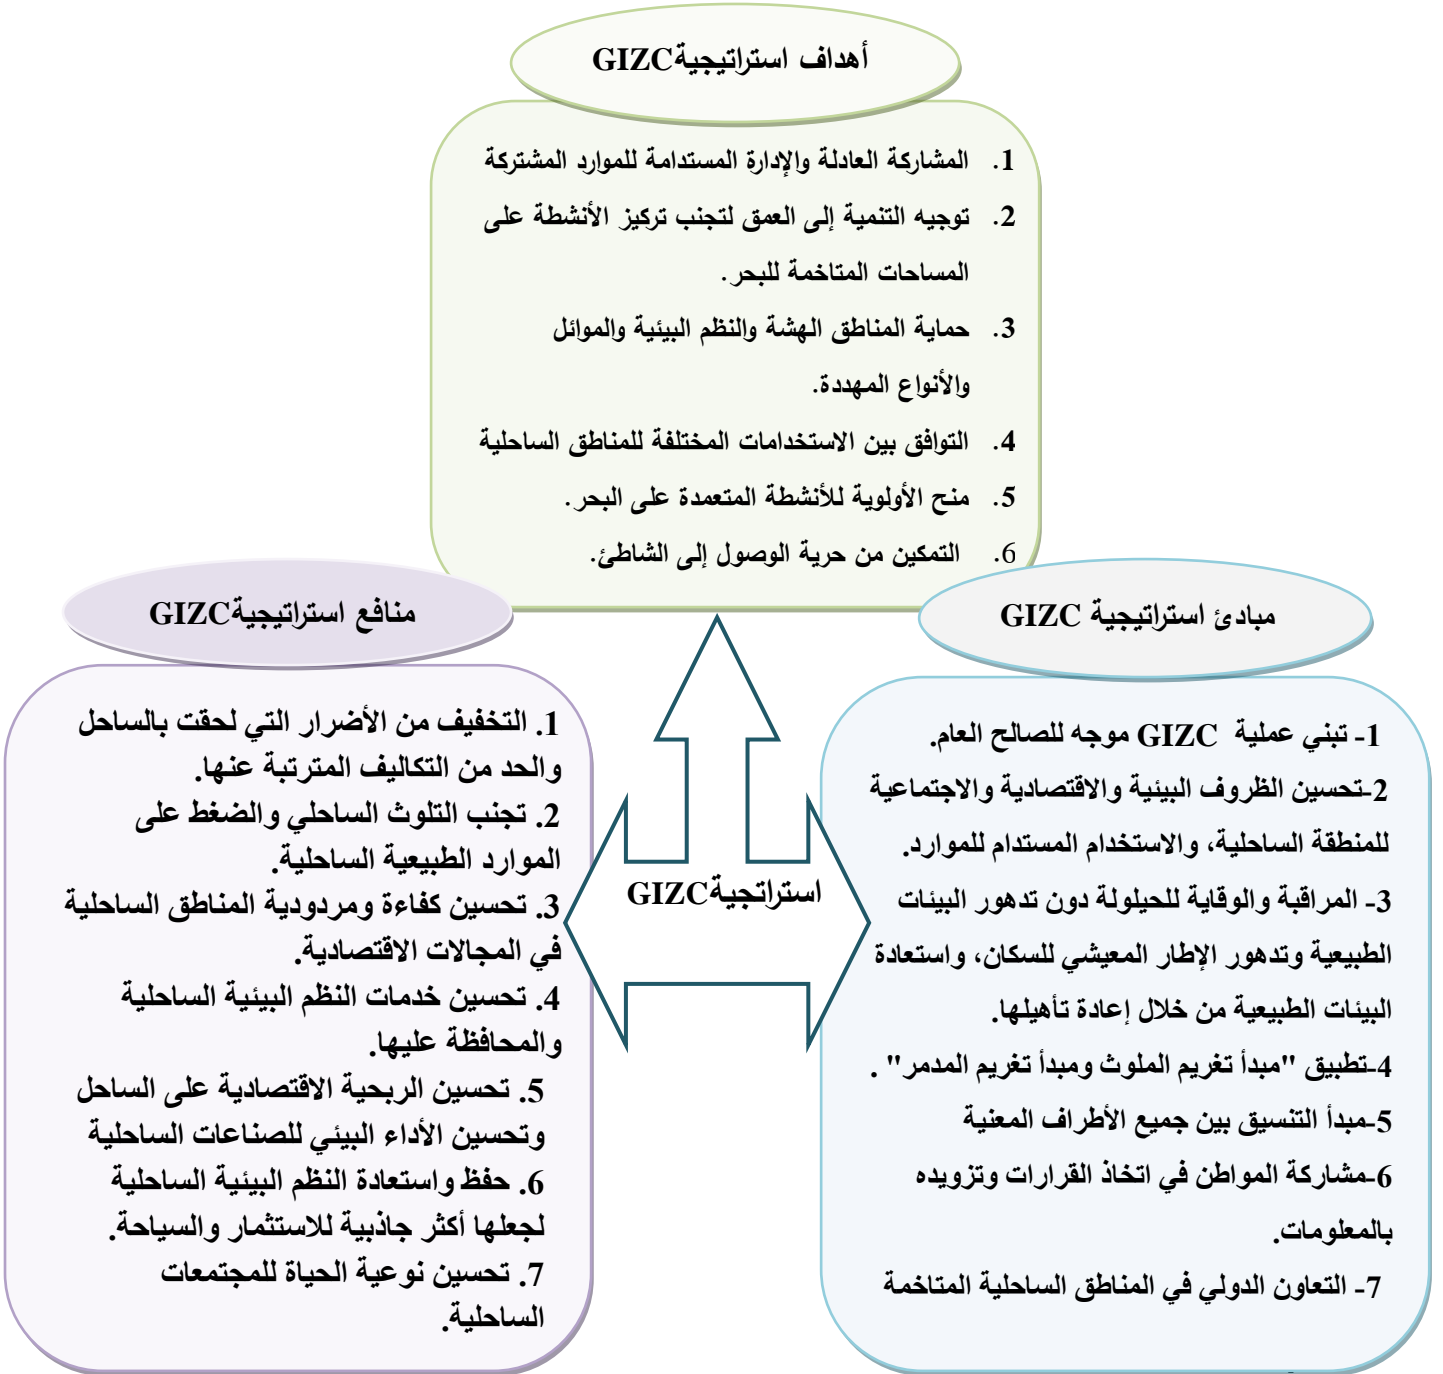 أهداف استراتيجيةGIZC
1. المشاركة العادلة والإدارة المستدامة للموارد المشتركة
2. توجيه التنمية إلى العمق لتجنب تركيز الأنشطة على
المساحات المتاخمة للبحر.
3. حماية المناطق الهشة والنظم البيئية والموائل
والأنواع المهددة.
4. التوافق بين الاستخدامات المختلفة للمناطق الساحلية
5. منح الأولوية للأنشطة المتعمدة على البحر.
6. التمكين من حرية الوصول إلى الشاطئ.
مبادئ استراتيجية GIZC
1- تبني عملية GIZC موجه للصالح العام.
2-تحسين الظروف البيئية والاقتصادية والاجتماعية
للمنطقة الساحلية، والاستخدام المستدام للموارد.
3- المراقبة والوقاية للحيلولة دون تدهور البيئات
الطبيعية وتدهور الإطار المعيشي للسكان، واستعادة
البيئات الطبيعية من خلال إعادة تأهيلها.
4-تطبيق "مبدأ تغريم الملوث ومبدأ تغريم المدمر" .
5-مبدأ التنسيق بين جميع الأطراف المعنية
6-مشاركة المواطن في اتخاذ القرارات وتزويده
بالمعلومات.
7- التعاون الدولي في المناطق الساحلية المتاخمة
استراتجيةGIZC
منافع استراتيجيةGIZC
1. التخفيف من الأضرار التي لحقت بالساحل
والحد من التكاليف المترتبة عنها.
2. تجنب التلوث الساحلي والضغط على
الموارد الطبيعية الساحلية.
3. تحسين كفاءة ومردودية المناطق الساحلية
في المجالات الاقتصادية.
4. تحسين خدمات النظم البيئية الساحلية
والمحافظة عليها.
5. تحسين الربحية الاقتصادية على الساحل
وتحسين الأداء البيئي للصناعات الساحلية
6. حفظ واستعادة النظم البيئية الساحلية
لجعلها أكثر جاذبية للاستثمار والسياحة.
7. تحسين نوعية الحياة للمجتمعات
الساحلية.